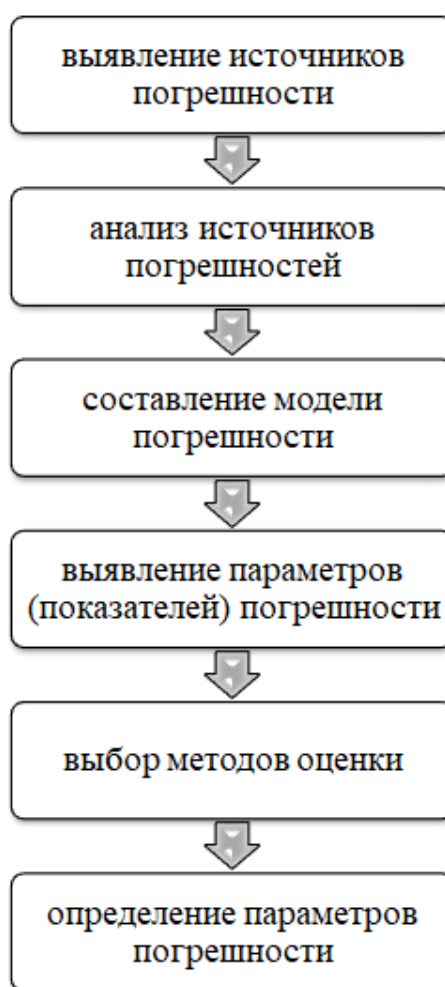 выявление источников
погрешности
анализ источников
погрешностей
составление модели
погрешности
выявление параметров
(показателей) погрешности
выбор методов оценки
определение параметров
погрешности